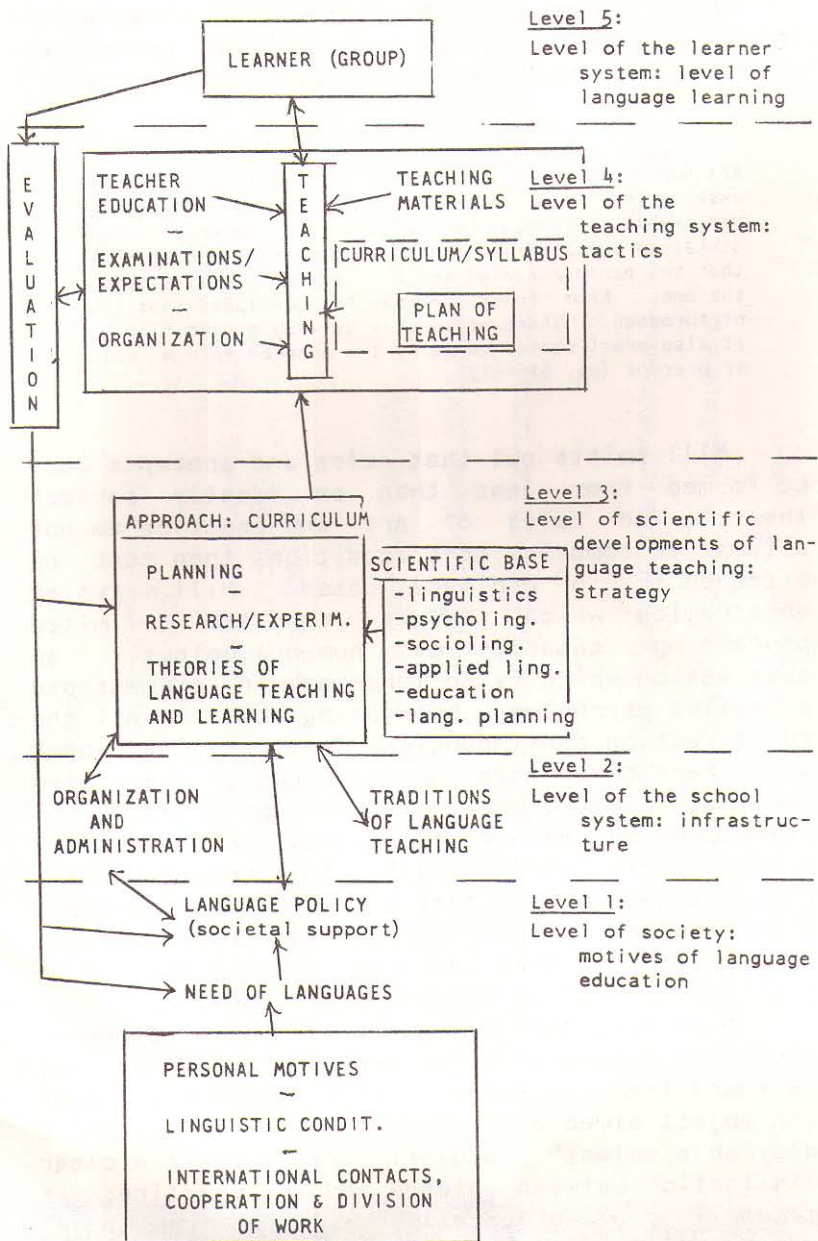 Level 5:
LEARNER (GROUP)
Level of the learner
system: level of
language learning
EVALUATION
TEACHER
EDUCATION
–
EXAMINATIONS/
EXPECTATIONS
–
ORGANIZATION
TEACHING
TEACHING
MATERIALS
CURRICULUM/SYLLABUS
PLAN OF
TEACHING
Level 4:
Level of the
teaching system:
tactics
APPROACH: CURRICULUM
PLANNING
–
RESEARCH/EXPERIM.
–
THEORIES OF
LANGUAGE TEACHING
AND LEARNING
SCIENTIFIC BASE
-linguistics
-psycholing.
-socioling.
-applied ling.
-education
-lang. planning
Level 3:
Level of scientific
developments of lan-
guage teaching:
strategy
ORGANIZATION
AND
ADMINISTRATION
TRADITIONS
OF LANGUAGE
TEACHING
Level 2:
Level of the school
system: infrastruc-
ture
LANGUAGE POLICY
(societal support)
NEED OF LANGUAGES
Level 1:
Level of society:
motives of language
education
PERSONAL MOTIVES
–
LINGUISTIC CONDIT.
–
INTERNATIONAL CONTACTS,
COOPERATION & DIVISION
OF WORK